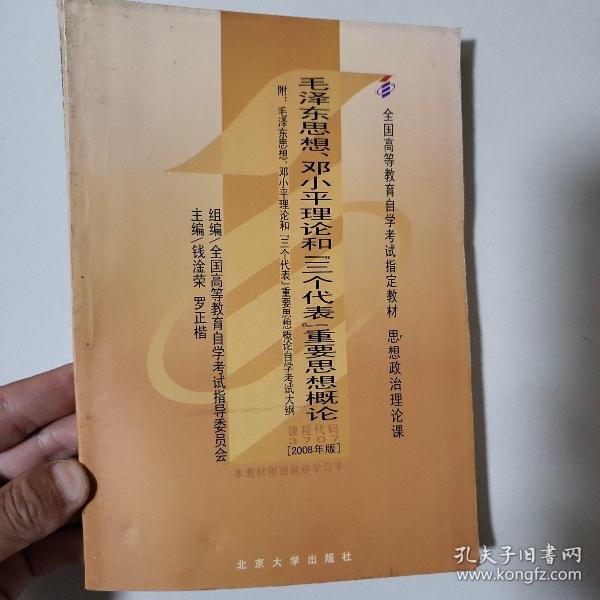 全国高等教育自学考试指定教材 思想政治理论课
毛泽东思想、邓小平理论和“三个代表”重要思想概论
附：毛泽东思想、邓小平理论和“三个代表”重要思想概论自学考试大纲
课程代码
3707
[2008年版]
组编/全国高等教育自学考试指导委员会
主编/钱淦荣 罗正楷
本教材附赠网络学习卡
北京大学出版社
孔夫子旧书网
www.kongfz.com